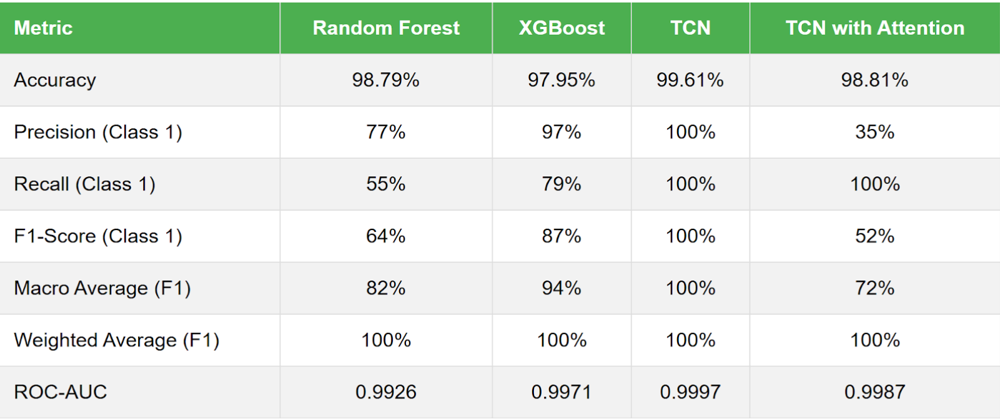 Metric Random Forest XGBoost TCN TCN with Attention
Accuracy 98.79% 97.95% 99.61% 98.81%
Precision (Class 1) 77% 97% 100% 35%
Recall (Class 1) 55% 79% 100% 100%
F1-Score (Class 1) 64% 87% 100% 52%
Macro Average (F1) 82% 94% 100% 72%
Weighted Average (F1) 100% 100% 100% 100%
ROC-AUC 0.9926 0.9971 0.9997 0.9987